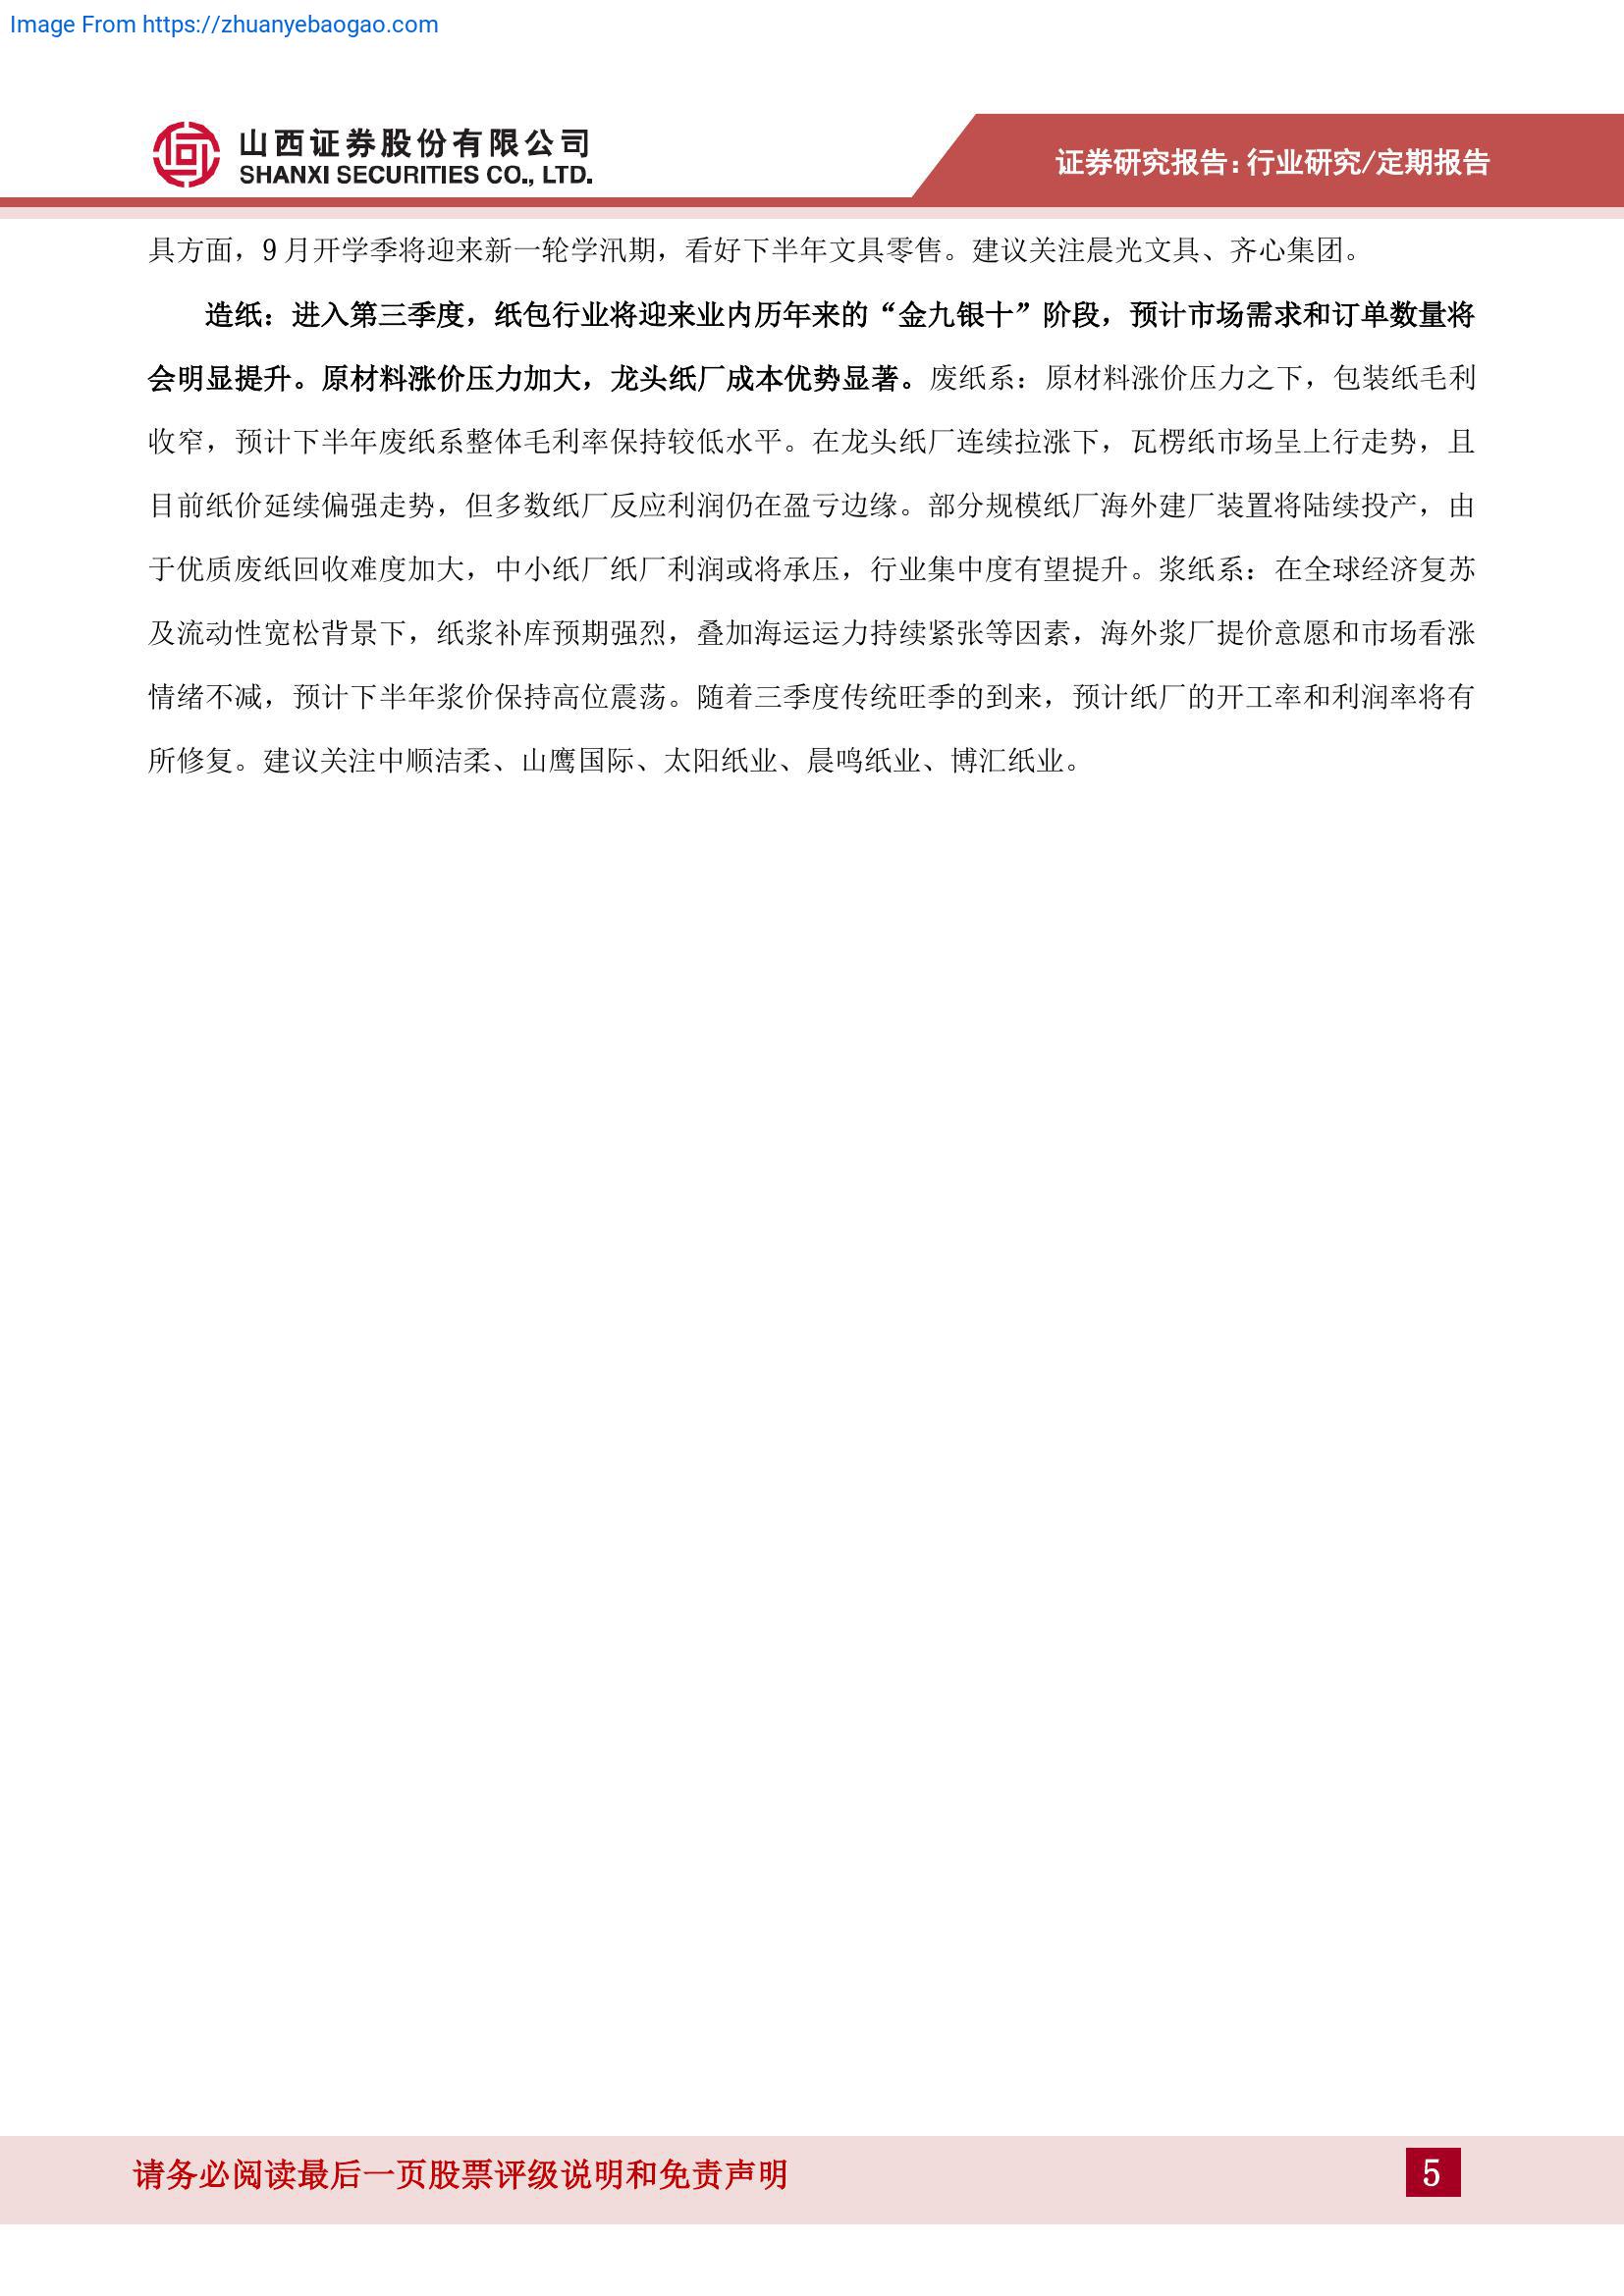 Image From https://zhuanyebaogao.com
山西证券股份有限公司
SHANXI SECURITIES CO., LTD.
证券研究报告:行业研究/定期报告
具方面，9 月开学季将迎来新一轮学汛期，看好下半年文具零售。建议关注晨光文具、齐心集团。
造纸：进入第三季度，纸包行业将迎来业内历年来的“金九银十”阶段，预计市场需求和订单数量将
会明显提升。原材料涨价压力加大，龙头纸厂成本优势显著。废纸系：原材料涨价压力之下，包装纸毛利
收窄，预计下半年废纸系整体毛利率保持较低水平。在龙头纸厂连续拉涨下，瓦楞纸市场呈上行走势，且
目前纸价延续偏强走势，但多数纸厂反应利润仍在盈亏边缘。部分规模纸厂海外建厂装置将陆续投产，由
于优质废纸回收难度加大，中小纸厂纸厂利润或将承压，行业集中度有望提升。浆纸系：在全球经济复苏
及流动性宽松背景下，纸浆补库预期强烈，叠加海运运力持续紧张等因素，海外浆厂提价意愿和市场看涨
情绪不减，预计下半年浆价保持高位震荡。随着三季度传统旺季的到来，预计纸厂的开工率和利润率将有
所修复。建议关注中顺洁柔、山鹰国际、太阳纸业、晨鸣纸业、博汇纸业。
请务必阅读最后一页股票评级说明和免责声明
5